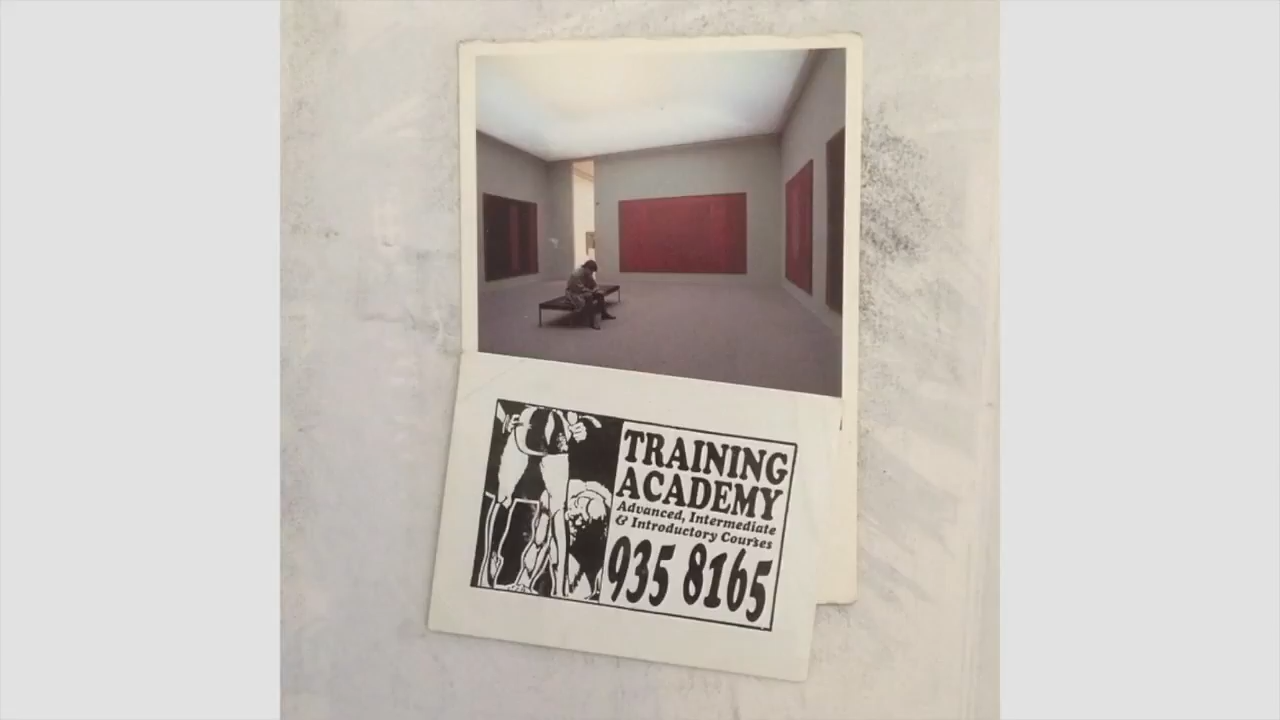 TRAINING
ACADEMY
Advanced, Intermediate
& Introductory Courses
935 8165